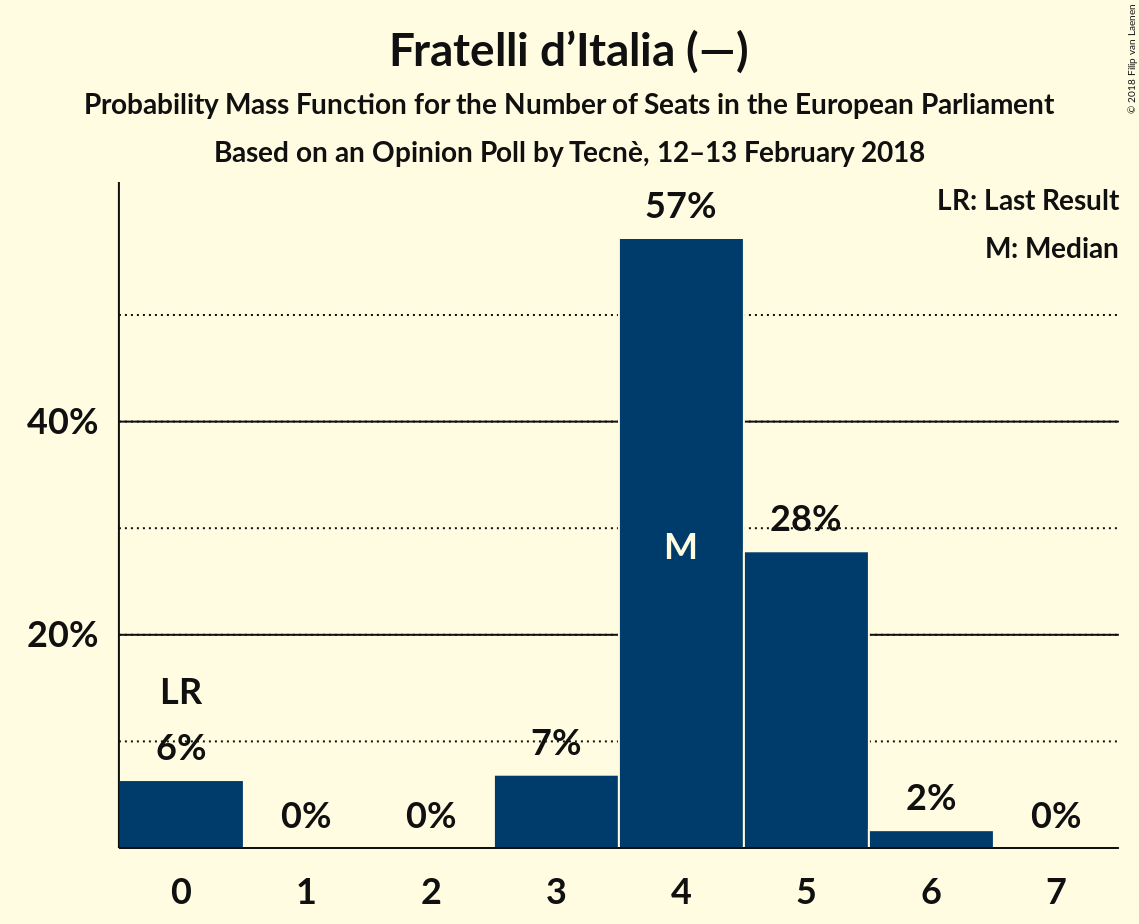 Fratelli d’Italia (—)
Probability Mass Function for the Number of Seats in the European Parliament
Based on an Opinion Poll by Tecnè, 12–13 February 2018
© 2018 Filip van Laenen
LR: Last Result
M: Median
57%
40%
28%
M
20%
LR
6%
0%
0%
7%
2%
0%
0 1 2 3 4 5 6 7